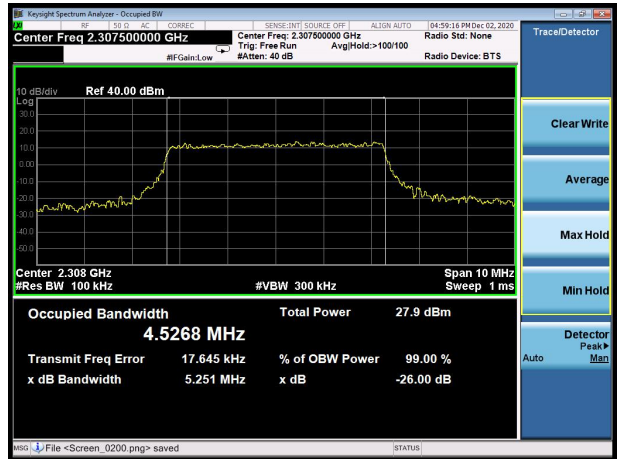 Keysight Spectrum Analyzer - Occupied BW
RF 50 Ω AC CORREC SENSE:INT SOURCE OFF ALIGN AUTO 04:59:16 PM Dec 02, 2020
Center Freq 2.307500000 GHz Center Freq: 2.307500000 GHz Radio Std: None
Trig: Free Run Avg|Hold:>100/100
#IFGain:Low #Atten: 40 dB Radio Device: BTS
10 dB/div Ref 40.00 dBm
Log
30.0
20.0
10.0
0.00
-10.0
-20.0
-30.0
-40.0
-50.0
Center 2.308 GHz Span 10 MHz
#Res BW 100 kHz #VBW 300 kHz Sweep 1 ms
Occupied Bandwidth Total Power 27.9 dBm
4.5268 MHz
Transmit Freq Error 17.645 kHz % of OBW Power 99.00 %
x dB Bandwidth 5.251 MHz x dB -26.00 dB
MSG File <Screen_0200.png> saved STATUS
Trace/Detector
Clear Write
Average
Max Hold
Min Hold
Detector
Peak▶
Auto Man